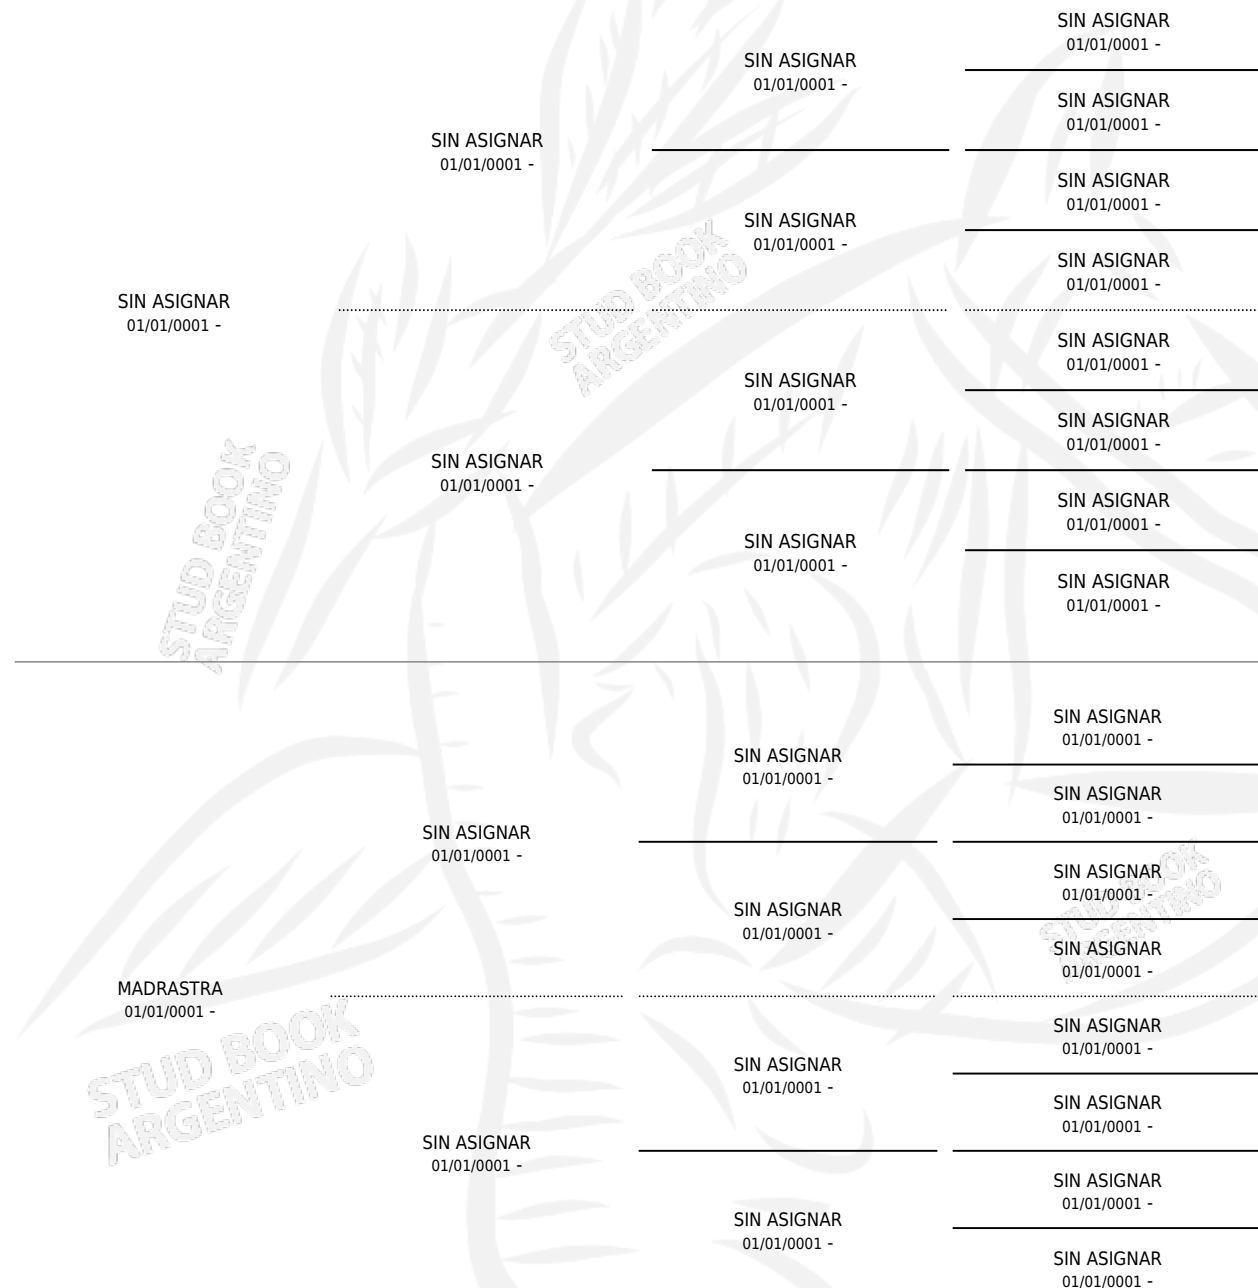 SIN ASIGNAR
01/01/0001 -
SIN ASIGNAR
01/01/0001 -
SIN ASIGNAR
01/01/0001 -
SIN ASIGNAR
01/01/0001 -
SIN ASIGNAR
01/01/0001 -
SIN ASIGNAR
01/01/0001 -
SIN ASIGNAR
01/01/0001 -
SIN ASIGNAR
01/01/0001 -
STUD BOOK
ARGENTINO
SIN ASIGNAR
01/01/0001 -
SIN ASIGNAR
01/01/0001 -
SIN ASIGNAR
01/01/0001 -
SIN ASIGNAR
01/01/0001 -
SIN ASIGNAR
01/01/0001 -
SIN ASIGNAR
01/01/0001 -
SIN ASIGNAR
01/01/0001 -
STUD BOOK
ARGENTINO
SIN ASIGNAR
01/01/0001 -
SIN ASIGNAR
01/01/0001 -
SIN ASIGNAR
01/01/0001 -
SIN ASIGNAR
01/01/0001 -
SIN ASIGNAR
01/01/0001 -
SIN ASIGNAR
01/01/0001 -
STUD BOOK
ARGENTINO
SIN ASIGNAR
01/01/0001 -
SIN ASIGNAR
01/01/0001 -
MADRASTRA
01/01/0001 -
STUD BOOK
ARGENTINO
SIN ASIGNAR
01/01/0001 -
SIN ASIGNAR
01/01/0001 -
SIN ASIGNAR
01/01/0001 -
SIN ASIGNAR
01/01/0001 -
SIN ASIGNAR
01/01/0001 -
SIN ASIGNAR
01/01/0001 -
SIN ASIGNAR
01/01/0001 -